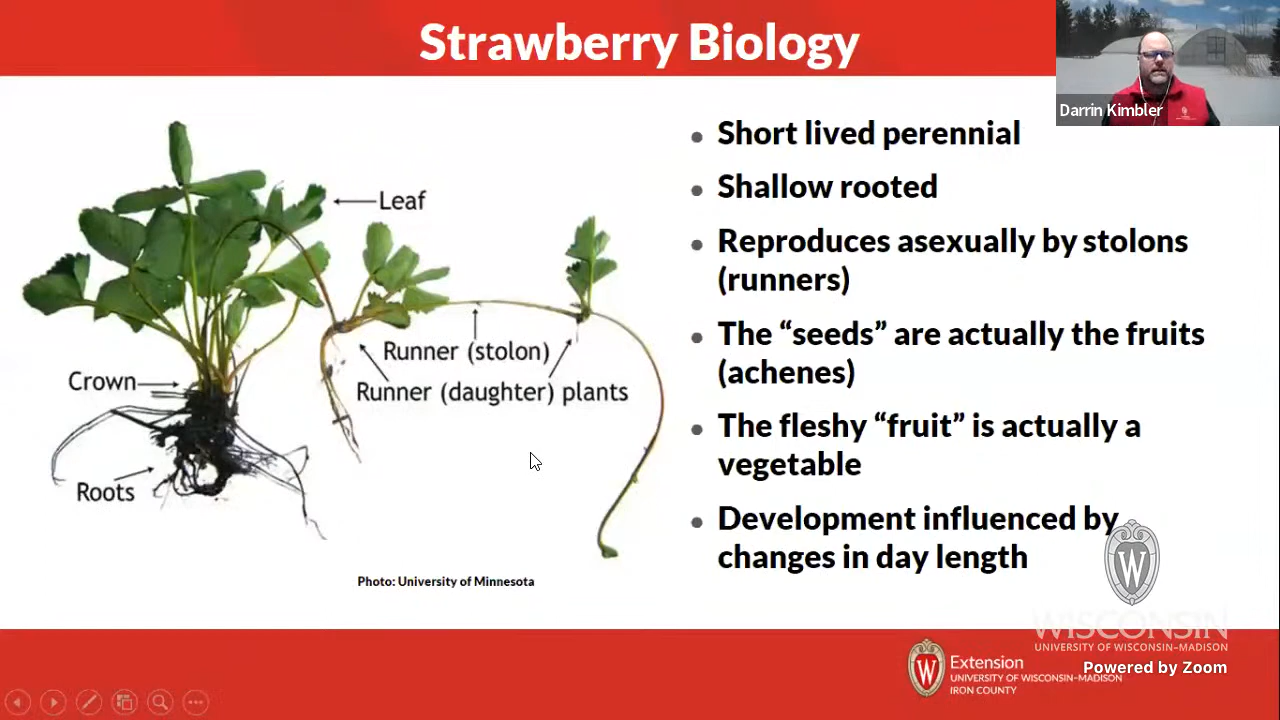 Strawberry Biology
Darrin Kimbler
Short lived perennial
Shallow rooted
Reproduces asexually by stolons
(runners)
The “seeds” are actually the fruits
(achenes)
The fleshy “fruit” is actually a
vegetable
Development influenced by
changes in day length
Leaf
Runner (stolon)
Runner (daughter) plants
Crown
Roots
Photo: University of Minnesota
W
WISCONSIN
UNIVERSITY OF WISCONSIN–MADISON
Powered by Zoom
W
Extension
UNIVERSITY OF WISCONSIN–MADISON
IRON COUNTY